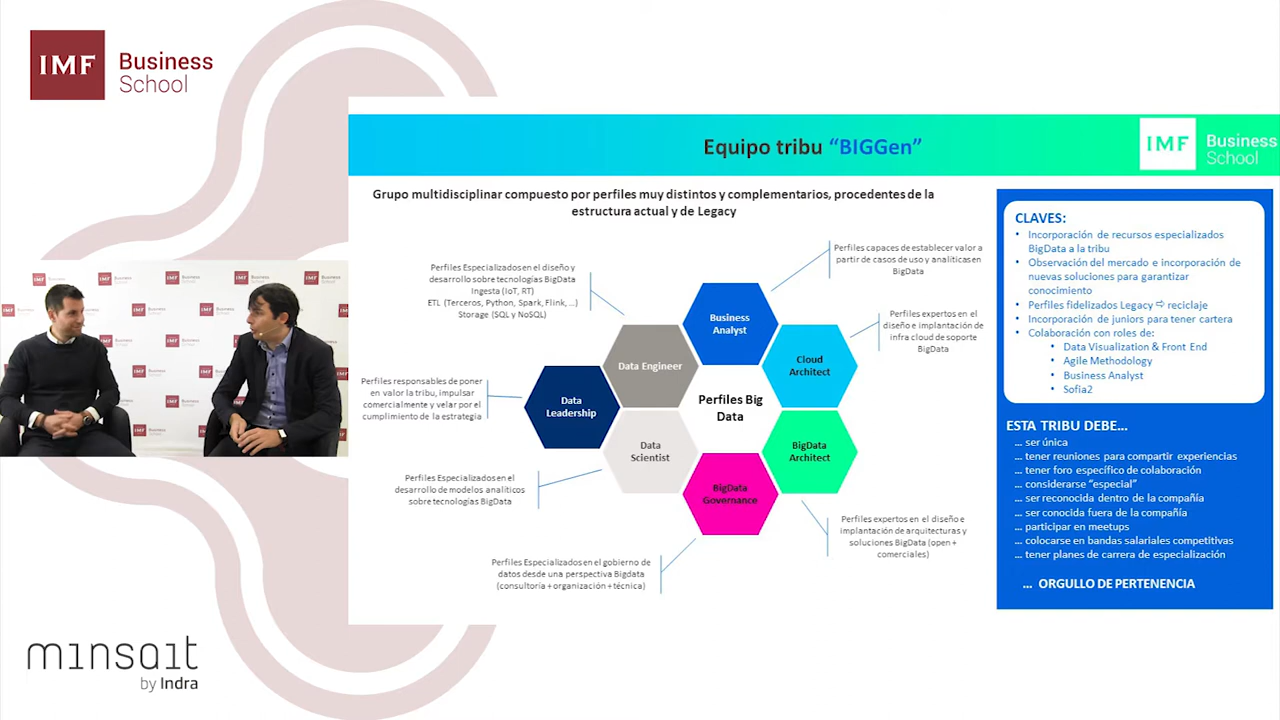 IMF Business
School
Equipo tribu “BIGGen”
IMF Business
School
Grupo multidisciplinar compuesto por perfiles muy distintos y complementarios, procedentes de la
estructura actual y de Legacy
Perfiles Especializados en el diseño y
desarrollo sobre tecnologías BigData
Ingesta (IoT, RT)
ETL (Terceros, Python, Spark, Flink, ...)
Storage (SQL y NoSQL)
Perfiles capaces de establecer valor a
partir de casos de uso y analíticas en
BigData
Perfiles expertos en el
diseño e implantación de
infra cloud de soporte
BigData
Perfiles responsables de poner
en valor la tribu, impulsar
comercialmente y velar por el
cumplimiento de la estrategia
Business
Analyst
Data Engineer
Cloud
Architect
Data
Leadership
Perfiles Big
Data
Data
Scientist
BigData
Architect
BigData
Governance
Perfiles Especializados en el
desarrollo de modelos analíticos
sobre tecnologías BigData
Perfiles expertos en el diseño e
implantación de arquitecturas y
soluciones BigData (open +
comerciales)
Perfiles Especializados en el gobierno de
datos desde una perspectiva Bigdata
(consultoría + organización + técnica)
CLAVES:
• Incorporación de recursos especializados
BigData a la tribu
• Observación del mercado e incorporación de
nuevas soluciones para garantizar
conocimiento
• Perfiles fidelizados Legacy ⇨ reciclaje
• Incorporación de juniors para tener cartera
• Colaboración con roles de:
• Data Visualization & Front End
• Agile Methodology
• Business Analyst
• Sofia2
ESTA TRIBU DEBE...
... ser única
... tener reuniones para compartir experiencias
... tener foro específico de colaboración
... considerarse “especial”
... ser reconocida dentro de la compañía
... ser conocida fuera de la compañía
... participar en meetups
... colocarse en bandas salariales competitivas
... tener planes de carrera de especialización
... ORGULLO DE PERTENENCIA
minsait
by Indra